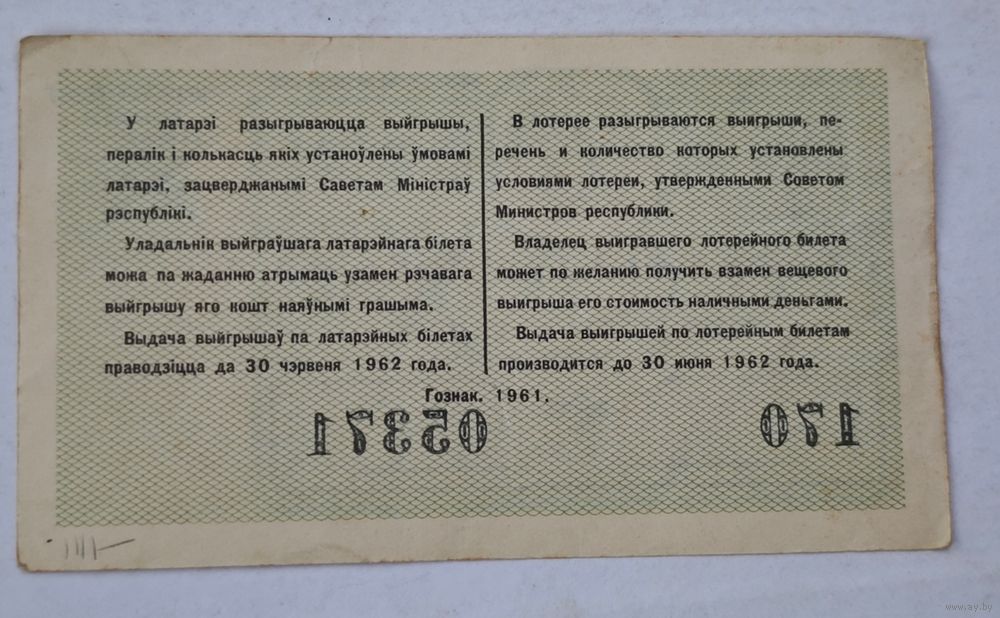 У латарэі разыгрываюцца выйгрышы,
пералік і колькасць якіх устаноўлены ўмовамі
латарэі, зацверджанымі Саветам Міністраў
рэспублікі.
Уладальнік выйграўшага латарэйнага білета
можа па жаданню атрымаць узамен рэчавага
выйгрышу яго кошт наяўнымі грашыма.
Выдача выйгрышаў па латарэйных білетах
праводзіцца да 30 чэрвеня 1962 года.
В лотерее разыгрываются выигрыши, пе-
речень и количество которых установлены
условиями лотереи, утвержденными Советом
Министров республики.
Владелец выигравшего лотерейного билета
может по желанию получить взамен вещевого
выигрыша его стоимость наличными деньгами.
Выдача выигрышей по лотерейным билетам
производится до 30 июня 1962 года.
Гознак. 1961.
05371
170
www.ay.by